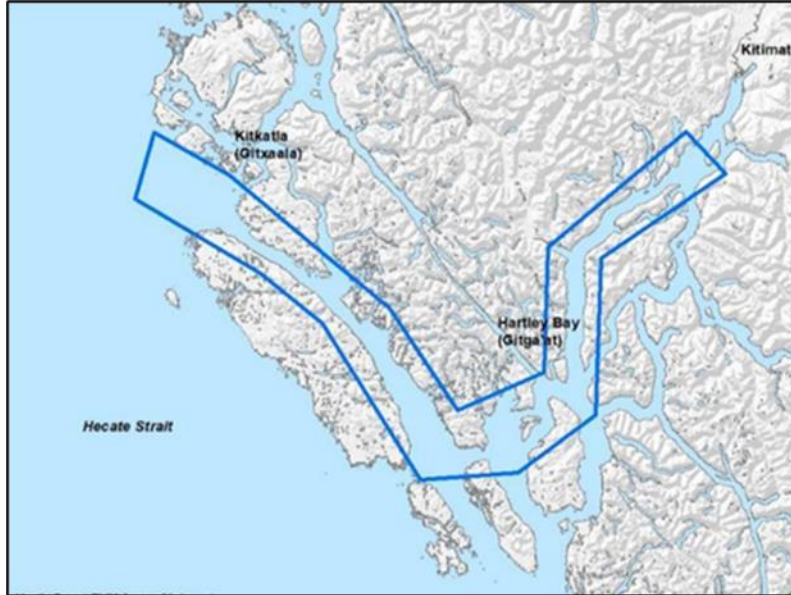 Kitimat
Kitkatla
(Gitxaala)
Hartley Bay
(Gitga'at)
Hecate Strait